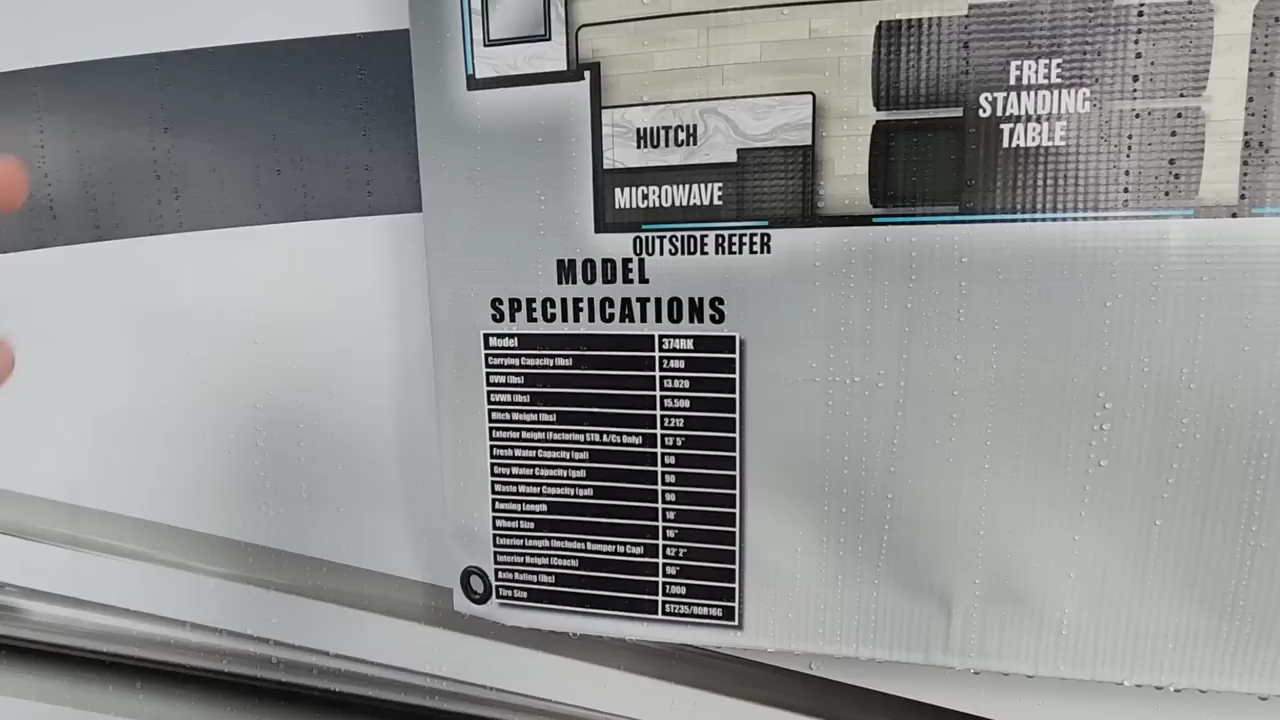 FREE
STANDING
TABLE
HUTCH
MICROWAVE
OUTSIDE REFER
MODEL
SPECIFICATIONS
Model 374RK
Carrying Capacity (lbs) 2,480
UVW (lbs) 13,020
GVWR (lbs) 15,500
Hitch Weight (lbs) 2,212
Exterior Height (Factoring STD. A/Cs Only) 13' 5"
Fresh Water Capacity (gal) 60
Grey Water Capacity (gal) 90
Waste Water Capacity (gal) 90
Awning Length 18'
Wheel Size 16"
Exterior Length (Includes Bumper to Cap) 42' 2"
Interior Height (Coach) 96"
Axle Rating (lbs) 7,000
Tire Size ST235/80R16G